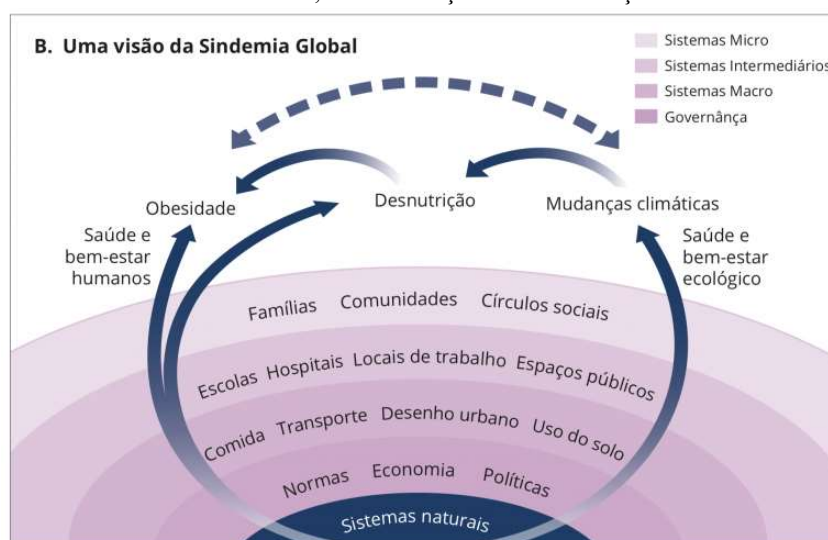 B. Uma visão da Sindemia Global
Sistemas Micro
Sistemas Intermediários
Sistemas Macro
Governânça
Obesidade
Desnutrição
Mudanças climáticas
Saúde e
bem-estar
humanos
Saúde e
bem-estar
ecológico
Famílias Comunidades Círculos sociais
Escolas Hospitais Locais de trabalho Espaços públicos
Comida Transporte Desenho urbano Uso do solo
Normas Economia Políticas
Sistemas naturais